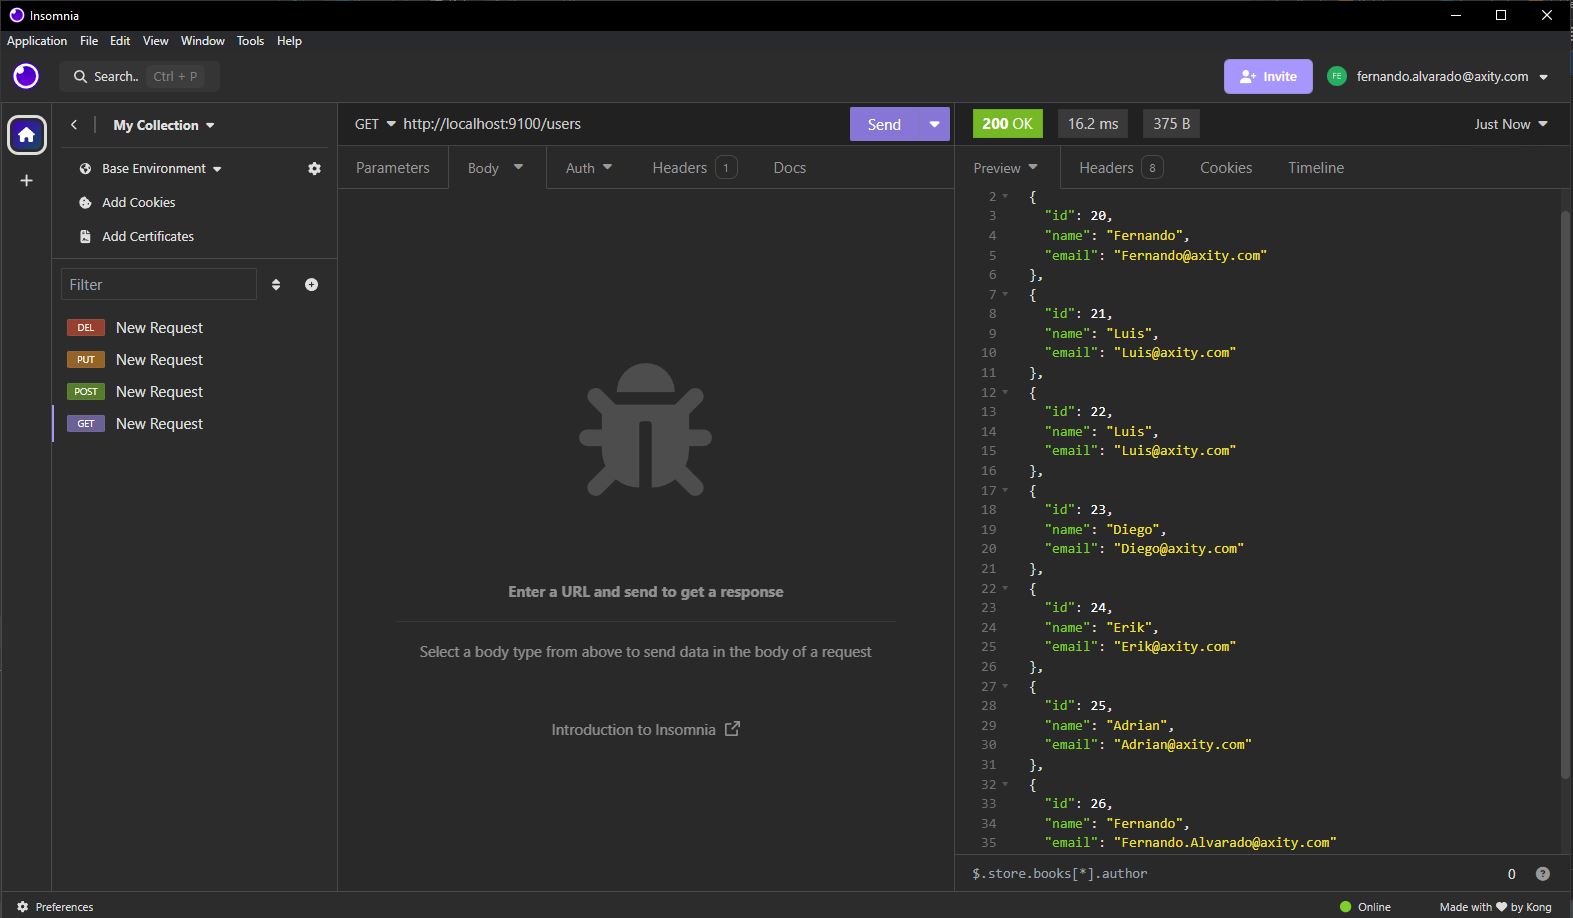 Insomnia
Application File Edit View Window Tools Help
Search.. Ctrl + P
Invite
FE fernando.alvarado@axity.com
My Collection
Base Environment
Add Cookies
Add Certificates
Filter
DEL New Request
PUT New Request
POST New Request
GET New Request
GET http://localhost:9100/users
Send
Parameters Body Auth Headers 1 Docs
Enter a URL and send to get a response
Select a body type from above to send data in the body of a request
Introduction to Insomnia
200 OK 16.2 ms 375 B Just Now
Preview Headers 8 Cookies Timeline
2 {
3 "id": 20,
4 "name": "Fernando",
5 "email": "Fernando@axity.com"
6 },
7 {
8 "id": 21,
9 "name": "Luis",
10 "email": "Luis@axity.com"
11 },
12 {
13 "id": 22,
14 "name": "Luis",
15 "email": "Luis@axity.com"
16 },
17 {
18 "id": 23,
19 "name": "Diego",
20 "email": "Diego@axity.com"
21 },
22 {
23 "id": 24,
24 "name": "Erik",
25 "email": "Erik@axity.com"
26 },
27 {
28 "id": 25,
29 "name": "Adrian",
30 "email": "Adrian@axity.com"
31 },
32 {
33 "id": 26,
34 "name": "Fernando",
35 "email": "Fernando.Alvarado@axity.com"
$.store.books[*].author 0 ?
Preferences
Online
Made with ❤ by Kong